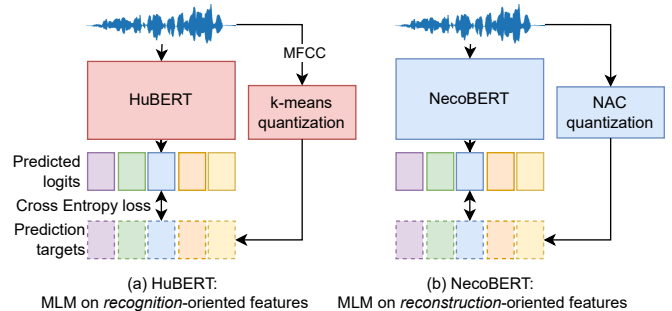 MFCC
HuBERT
k-means
quantization
NecoBERT
NAC
quantization
Predicted
logits
Cross Entropy loss
Prediction
targets
(a) HuBERT:
MLM on recognition-oriented features
(b) NecoBERT:
MLM on reconstruction-oriented features